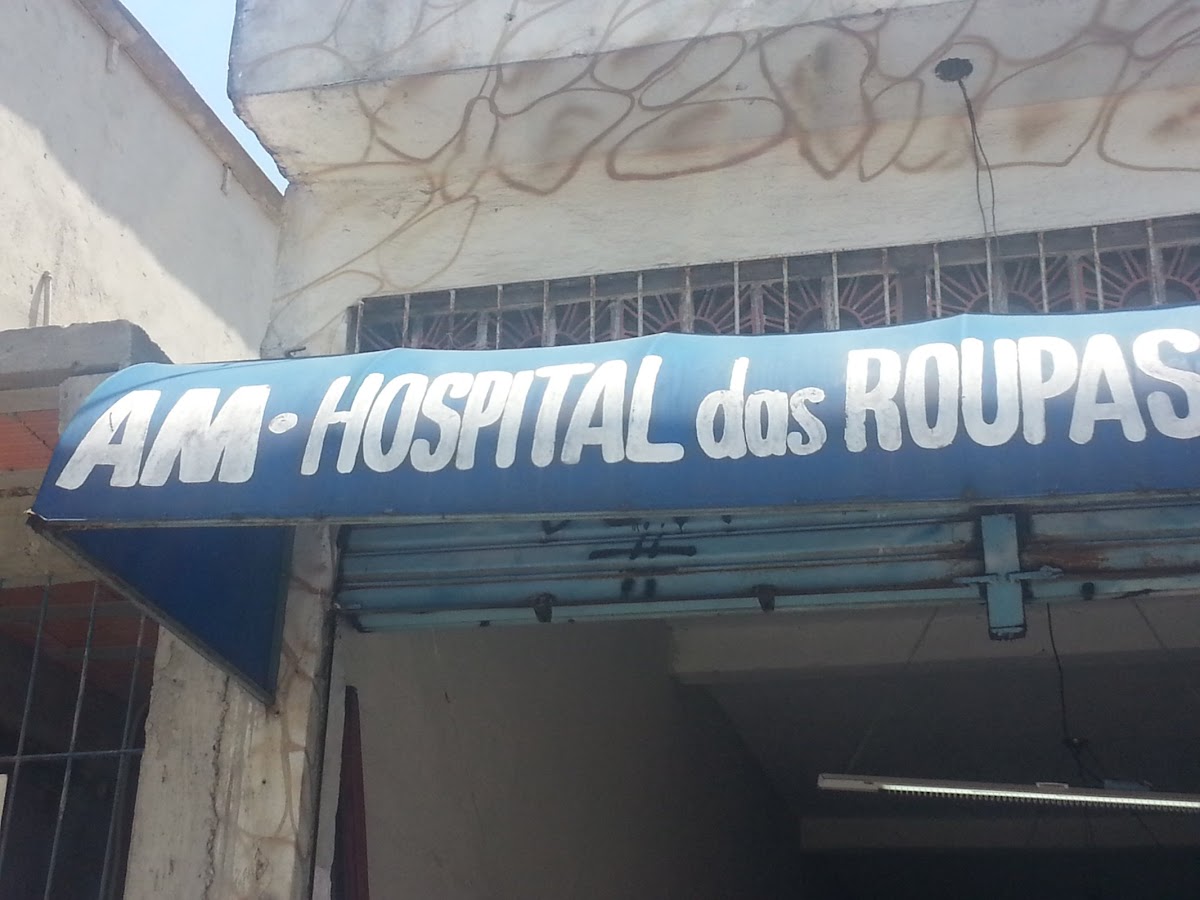 AM • HOSPITAL das ROUPAS